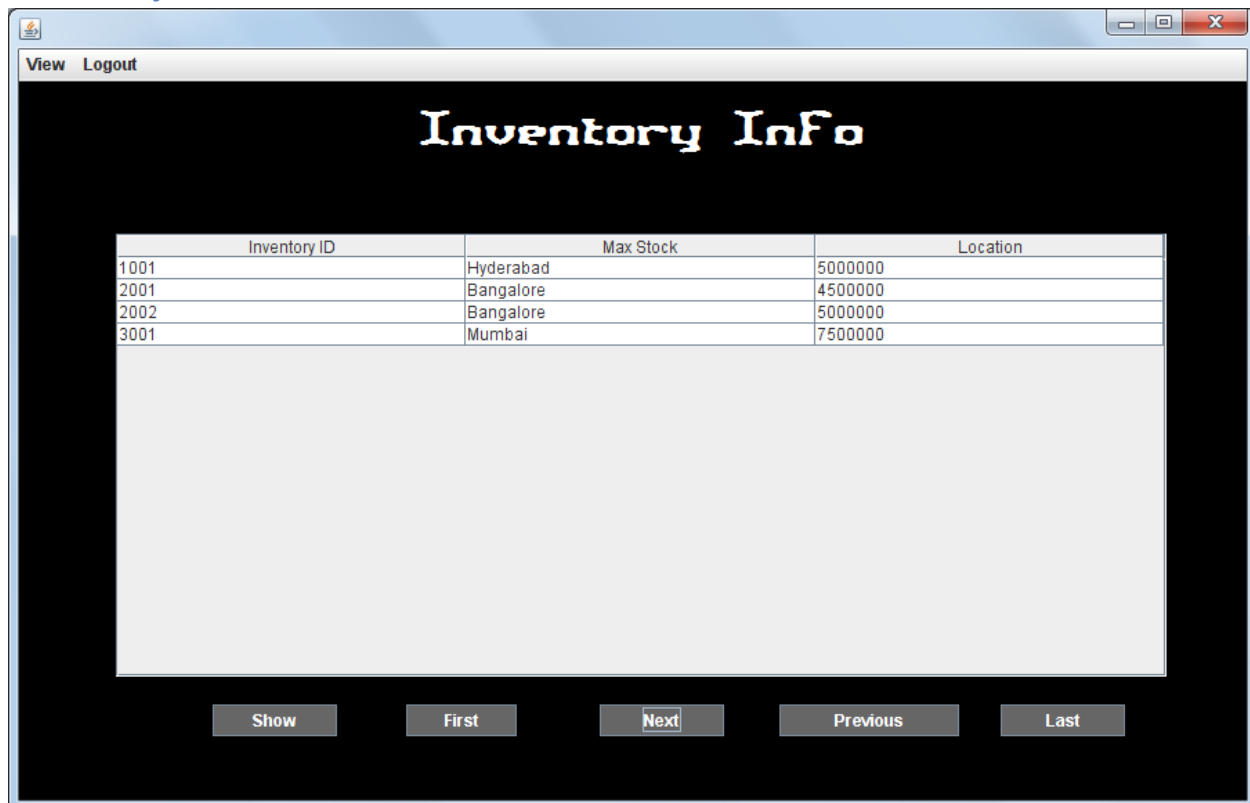 View Logout
Inventory Info
Inventory ID Max Stock Location
1001 Hyderabad 5000000
2001 Bangalore 4500000
2002 Bangalore 5000000
3001 Mumbai 7500000
Show First Next Previous Last